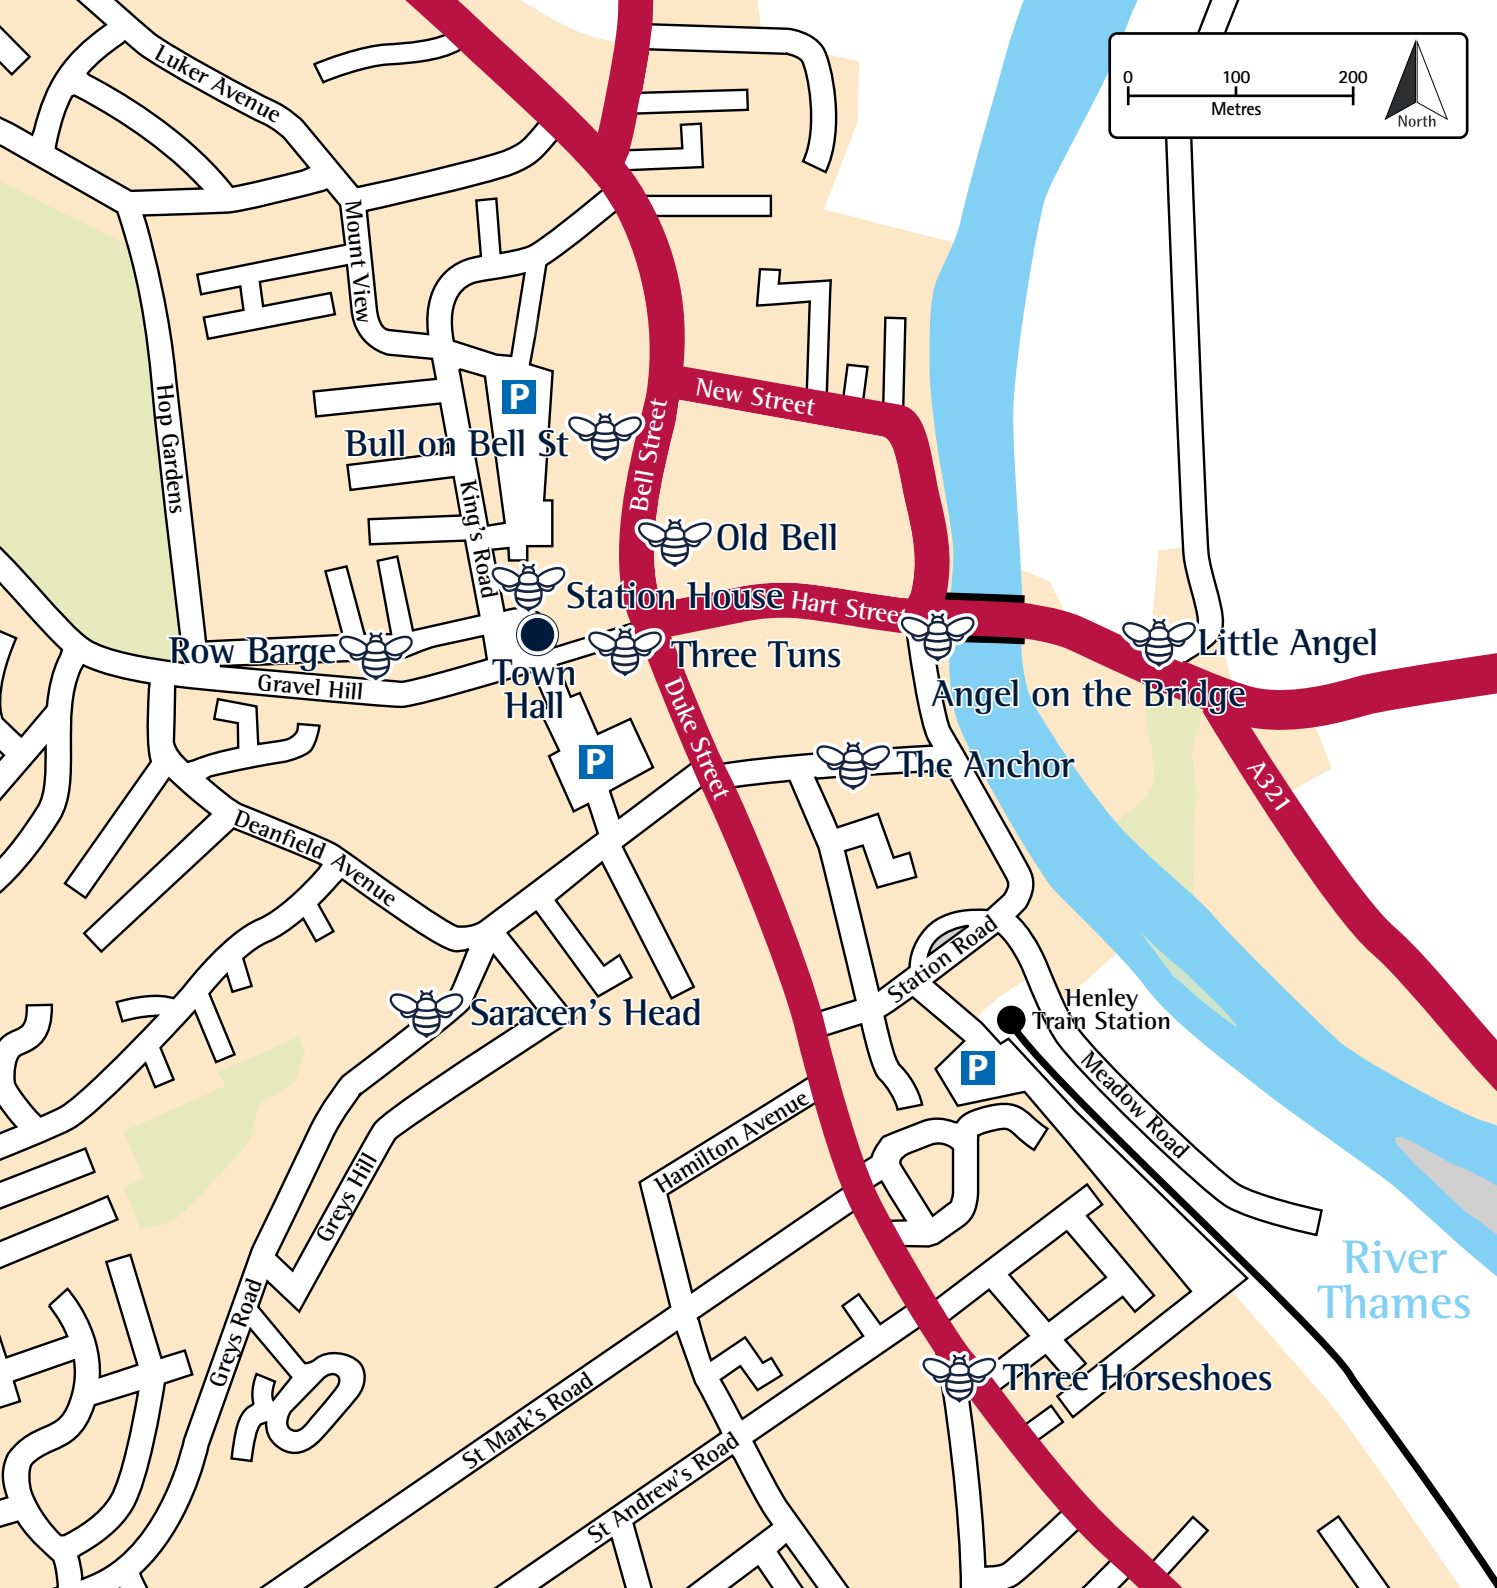 Luker Avenue
0 100 200
Metres
North
Mount View
Hop Gardens
P
New Street
Bell Street
Bull on Bell St
King's Road
Old Bell
Station House
Hart Street
Row Barge
Three Tuns
Little Angel
Town
Hall
Gravel Hill
Angel on the Bridge
Duke Street
P
The Anchor
A321
Deanfield Avenue
Station Road
Saracen's Head
Henley
Train Station
P
Meadow Road
Hamilton Avenue
Greys Hill
River
Thames
Greys Road
Three Horseshoes
St Mark's Road
St Andrew's Road